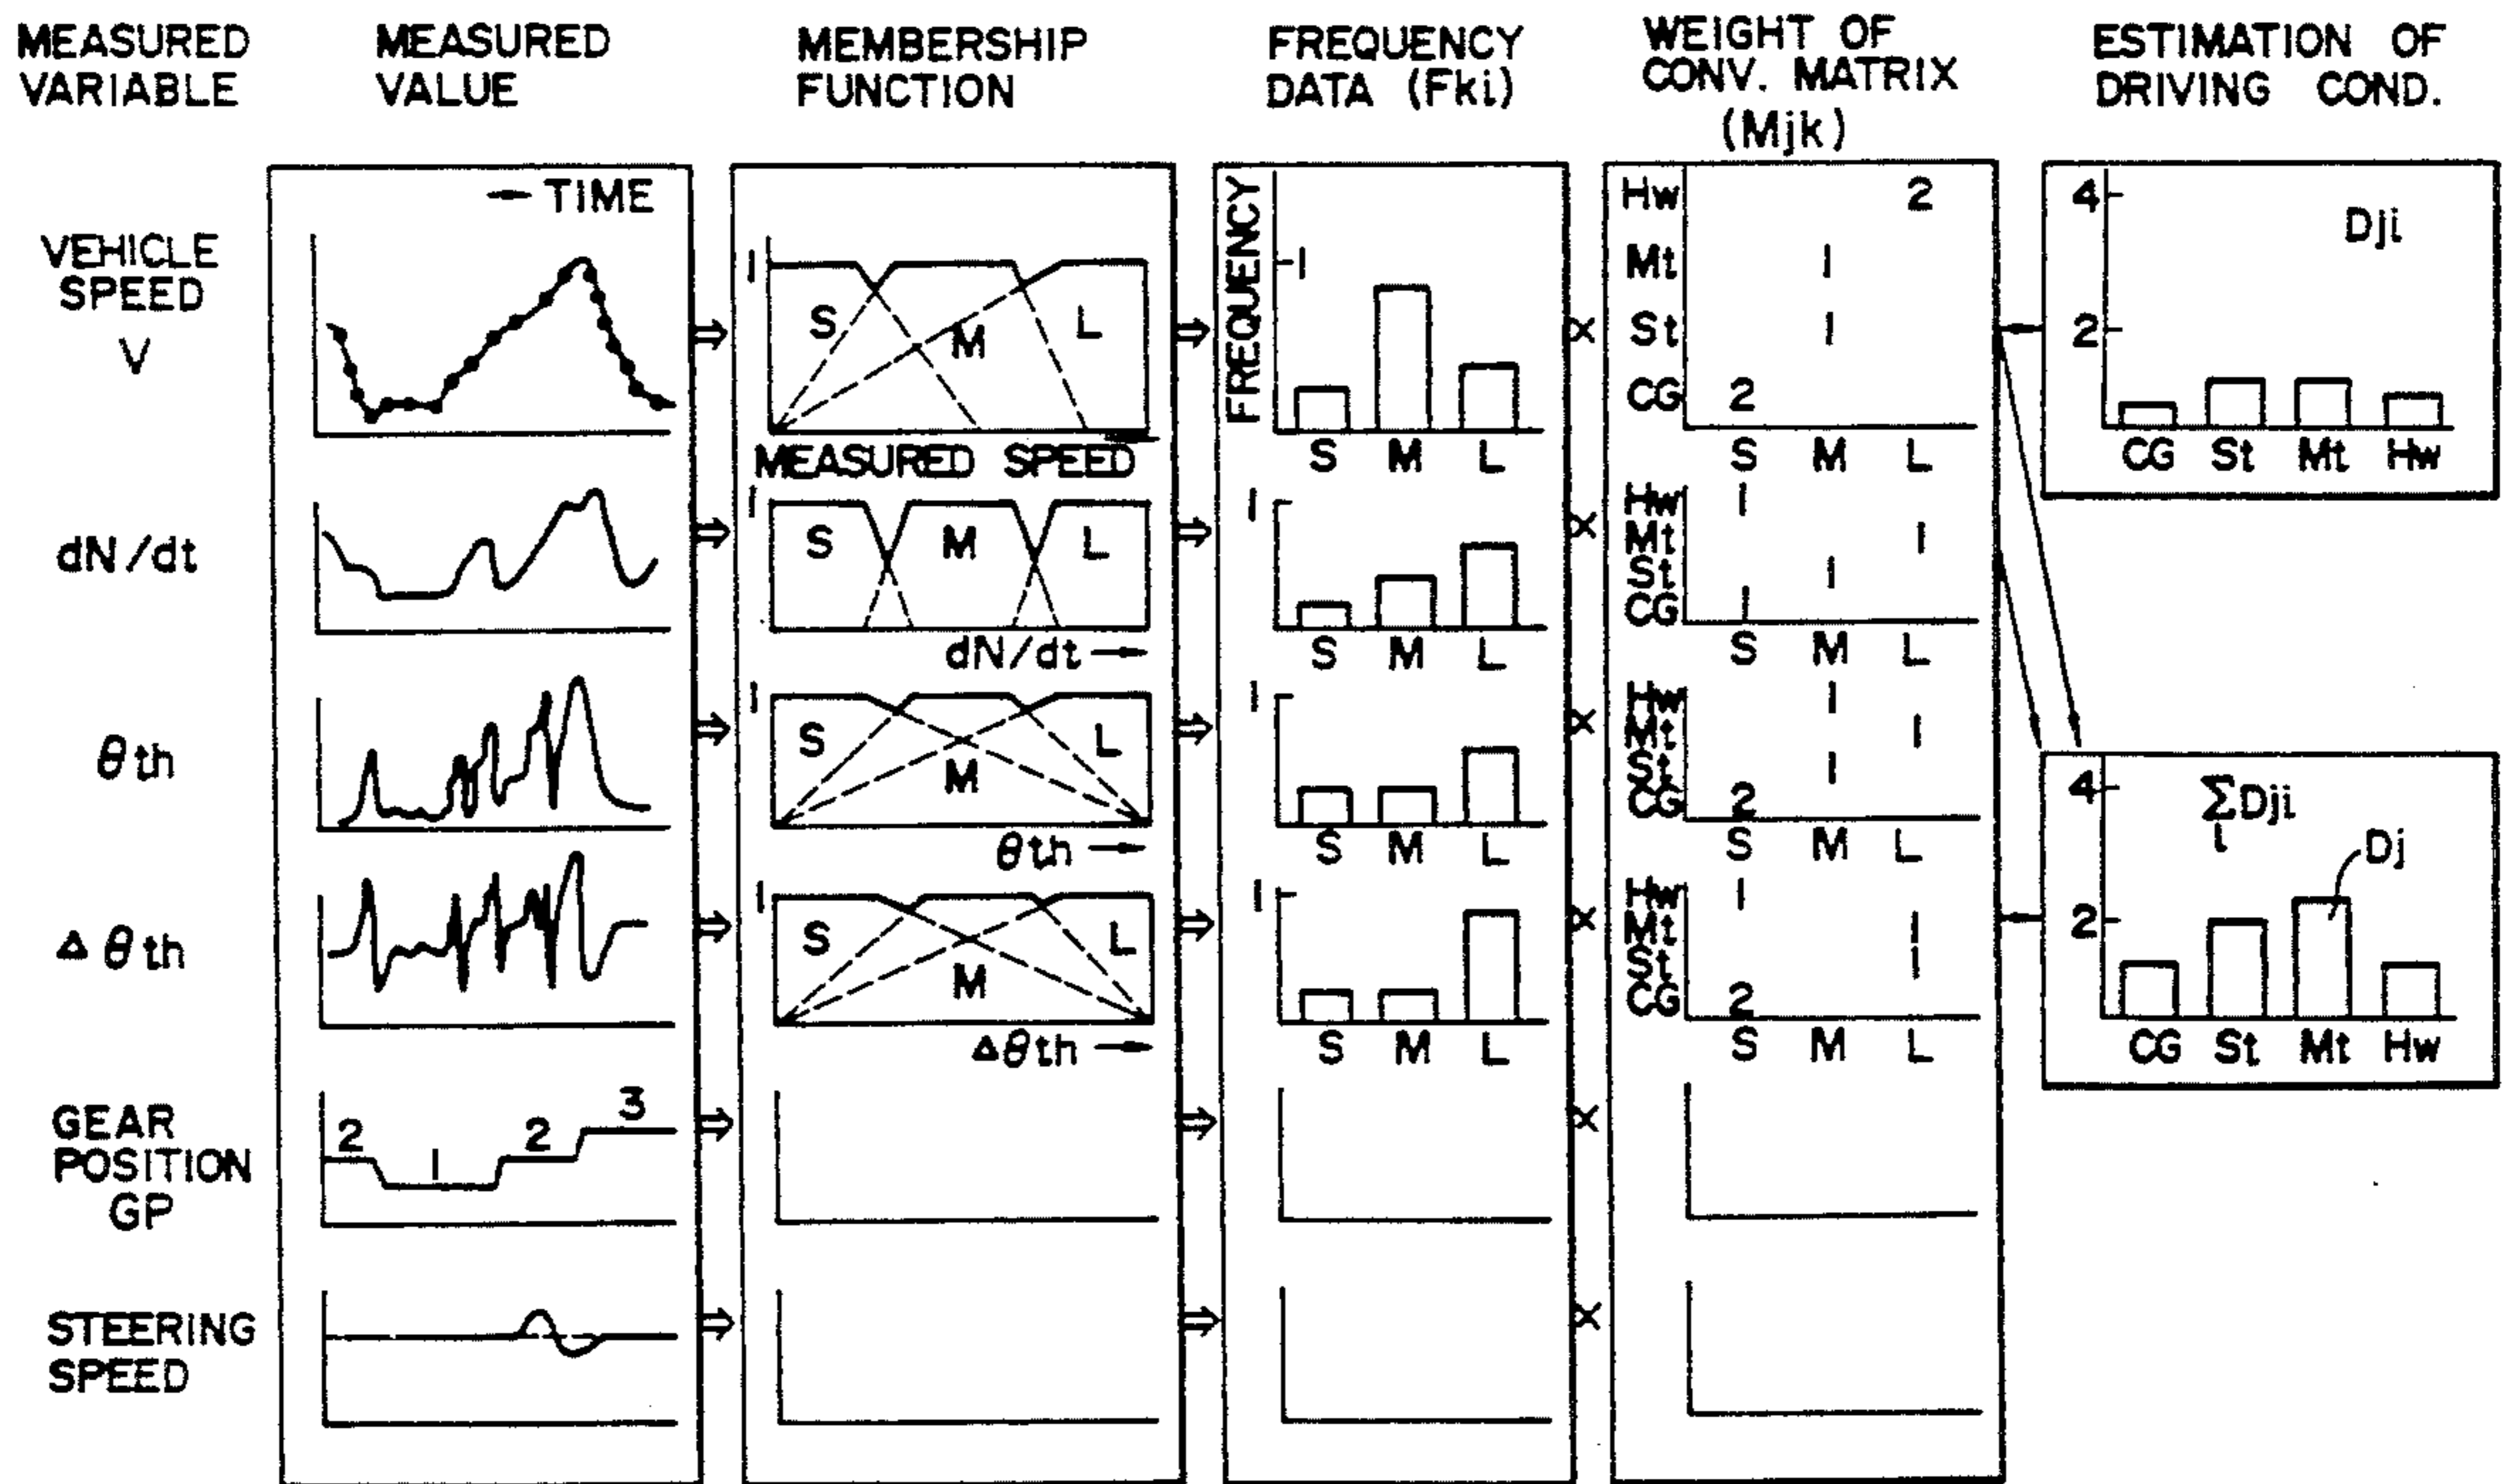 MEASURED
VARIABLE
MEASURED
VALUE
MEMBERSHIP
FUNCTION
FREQUENCY
DATA (Fki)
WEIGHT OF
CONV. MATRIX
(Mjk)
ESTIMATION OF
DRIVING COND.
VEHICLE
SPEED
V
TIME
1
S
M
L
MEASURED SPEED
FREQUENCY
1
S M L
Hw 2
Mt 1
St 1
CG 2
S M L
4
2
Dji
CG St Mt Hw
dN/dt
1
S M L
dN/dt
1
S M L
Hw 1
Mt 1
St 1
CG 1
S M L
θth
1
S
M
L
θth
1
S M L
Hw 1
Mt 1
St 1
CG 2
S M L
Δθth
1
S
M
L
Δθth
1
S M L
Hw 1
Mt 1
St 1
CG 2
S M L
4
2
ΣDji
i
Dj
CG St Mt Hw
GEAR
POSITION
GP
2 1 2 3
STEERING
SPEED